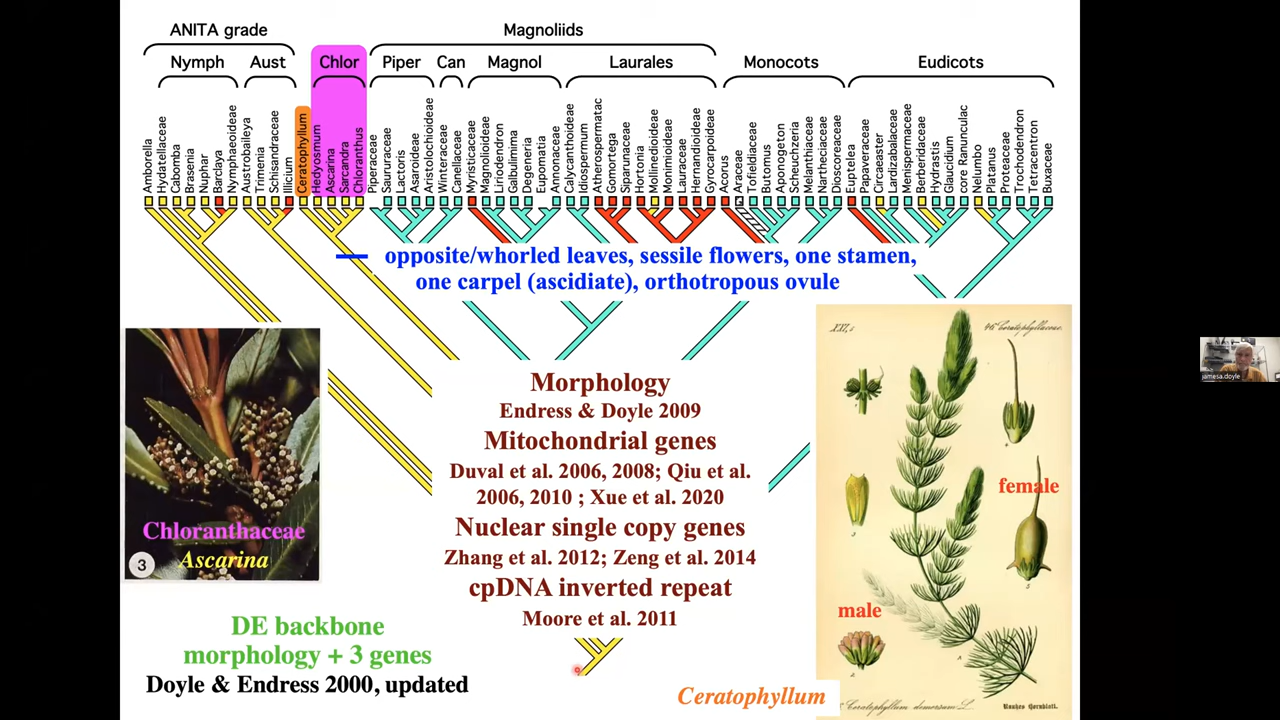 ANITA grade
Magnoliids
Nymph
Aust
Chlor
Piper
Can
Magnol
Laurales
Monocots
Eudicots
Amborella
Hydatellaceae
Cabomba
Brasenia
Nuphar
Barclaya
Nymphaeoideae
Austrobaileya
Trimenia
Schisandraceae
Illicium
Ceratophyllum
Hedyosmum
Ascarina
Sarcandra
Chloranthus
Piperaceae
Saururaceae
Lactoris
Asaroideae
Aristolochioideae
Winteraceae
Canellaceae
Myristicaceae
Magnolioideae
Liriodendron
Galbulimima
Degeneria
Eupomatia
Annonaceae
Calycanthoideae
Idiospermum
Atherospermatac
Gomortega
Siparunaceae
Hortonia
Mollinedioideae
Monimioideae
Lauraceae
Hernandioideae
Gyrocarpoideae
Acorus
Araceae
Tofieldiaceae
Butomus
Aponogeton
Scheuchzeria
Melanthiaceae
Nartheciaceae
Dioscoreaceae
Euptelea
Papaveraceae
Circaeaster
Lardizabalaceae
Menispermaceae
Berberidaceae
Hydrastis
Glaucidium
core Ranunculac
Nelumbo
Platanus
Proteaceae
Trochodendron
Tetracentron
Buxaceae
opposite/whorled leaves, sessile flowers, one stamen,
one carpel (ascidiate), orthotropous ovule
Morphology
Endress & Doyle 2009
Mitochondrial genes
Duval et al. 2006, 2008; Qiu et al.
2006, 2010 ; Xue et al. 2020
Nuclear single copy genes
Zhang et al. 2012; Zeng et al. 2014
cpDNA inverted repeat
Moore et al. 2011
Chloranthaceae
Ascarina
3
DE backbone
morphology + 3 genes
Doyle & Endress 2000, updated
female
male
Ceratophyllum
Ceratophyllum demersum L.
jamesa.doyle